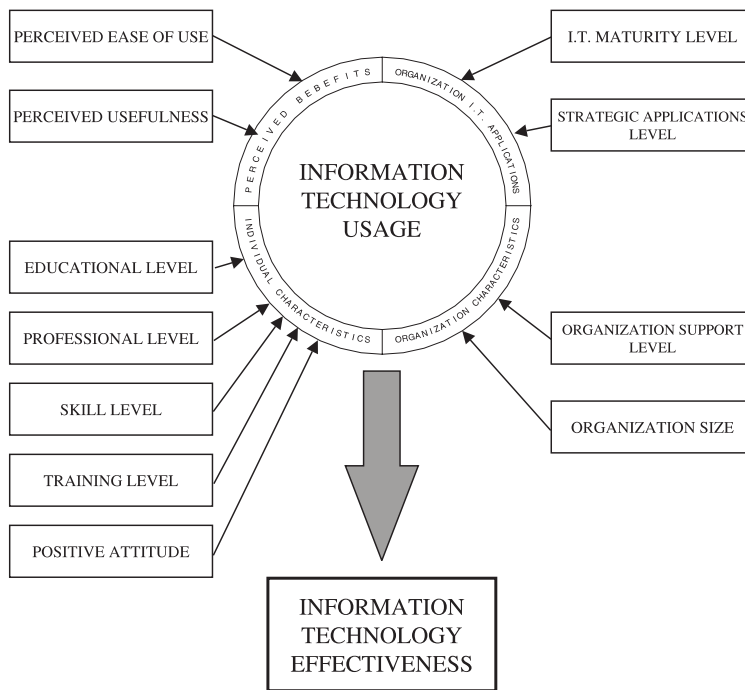 PERCEIVED EASE OF USE
PERCEIVED USEFULNESS
I.T. MATURITY LEVEL
STRATEGIC APPLICATIONS
LEVEL
PERCEIVED BEBEFITS
ORGANIZATION I.T. APPLICATIONS
INFORMATION
TECHNOLOGY
USAGE
INDIVIDUAL CHARACTERISTICS
ORGANIZATION CHARACTERISTICS
EDUCATIONAL LEVEL
PROFESSIONAL LEVEL
SKILL LEVEL
TRAINING LEVEL
POSITIVE ATTITUDE
ORGANIZATION SUPPORT
LEVEL
ORGANIZATION SIZE
INFORMATION
TECHNOLOGY
EFFECTIVENESS